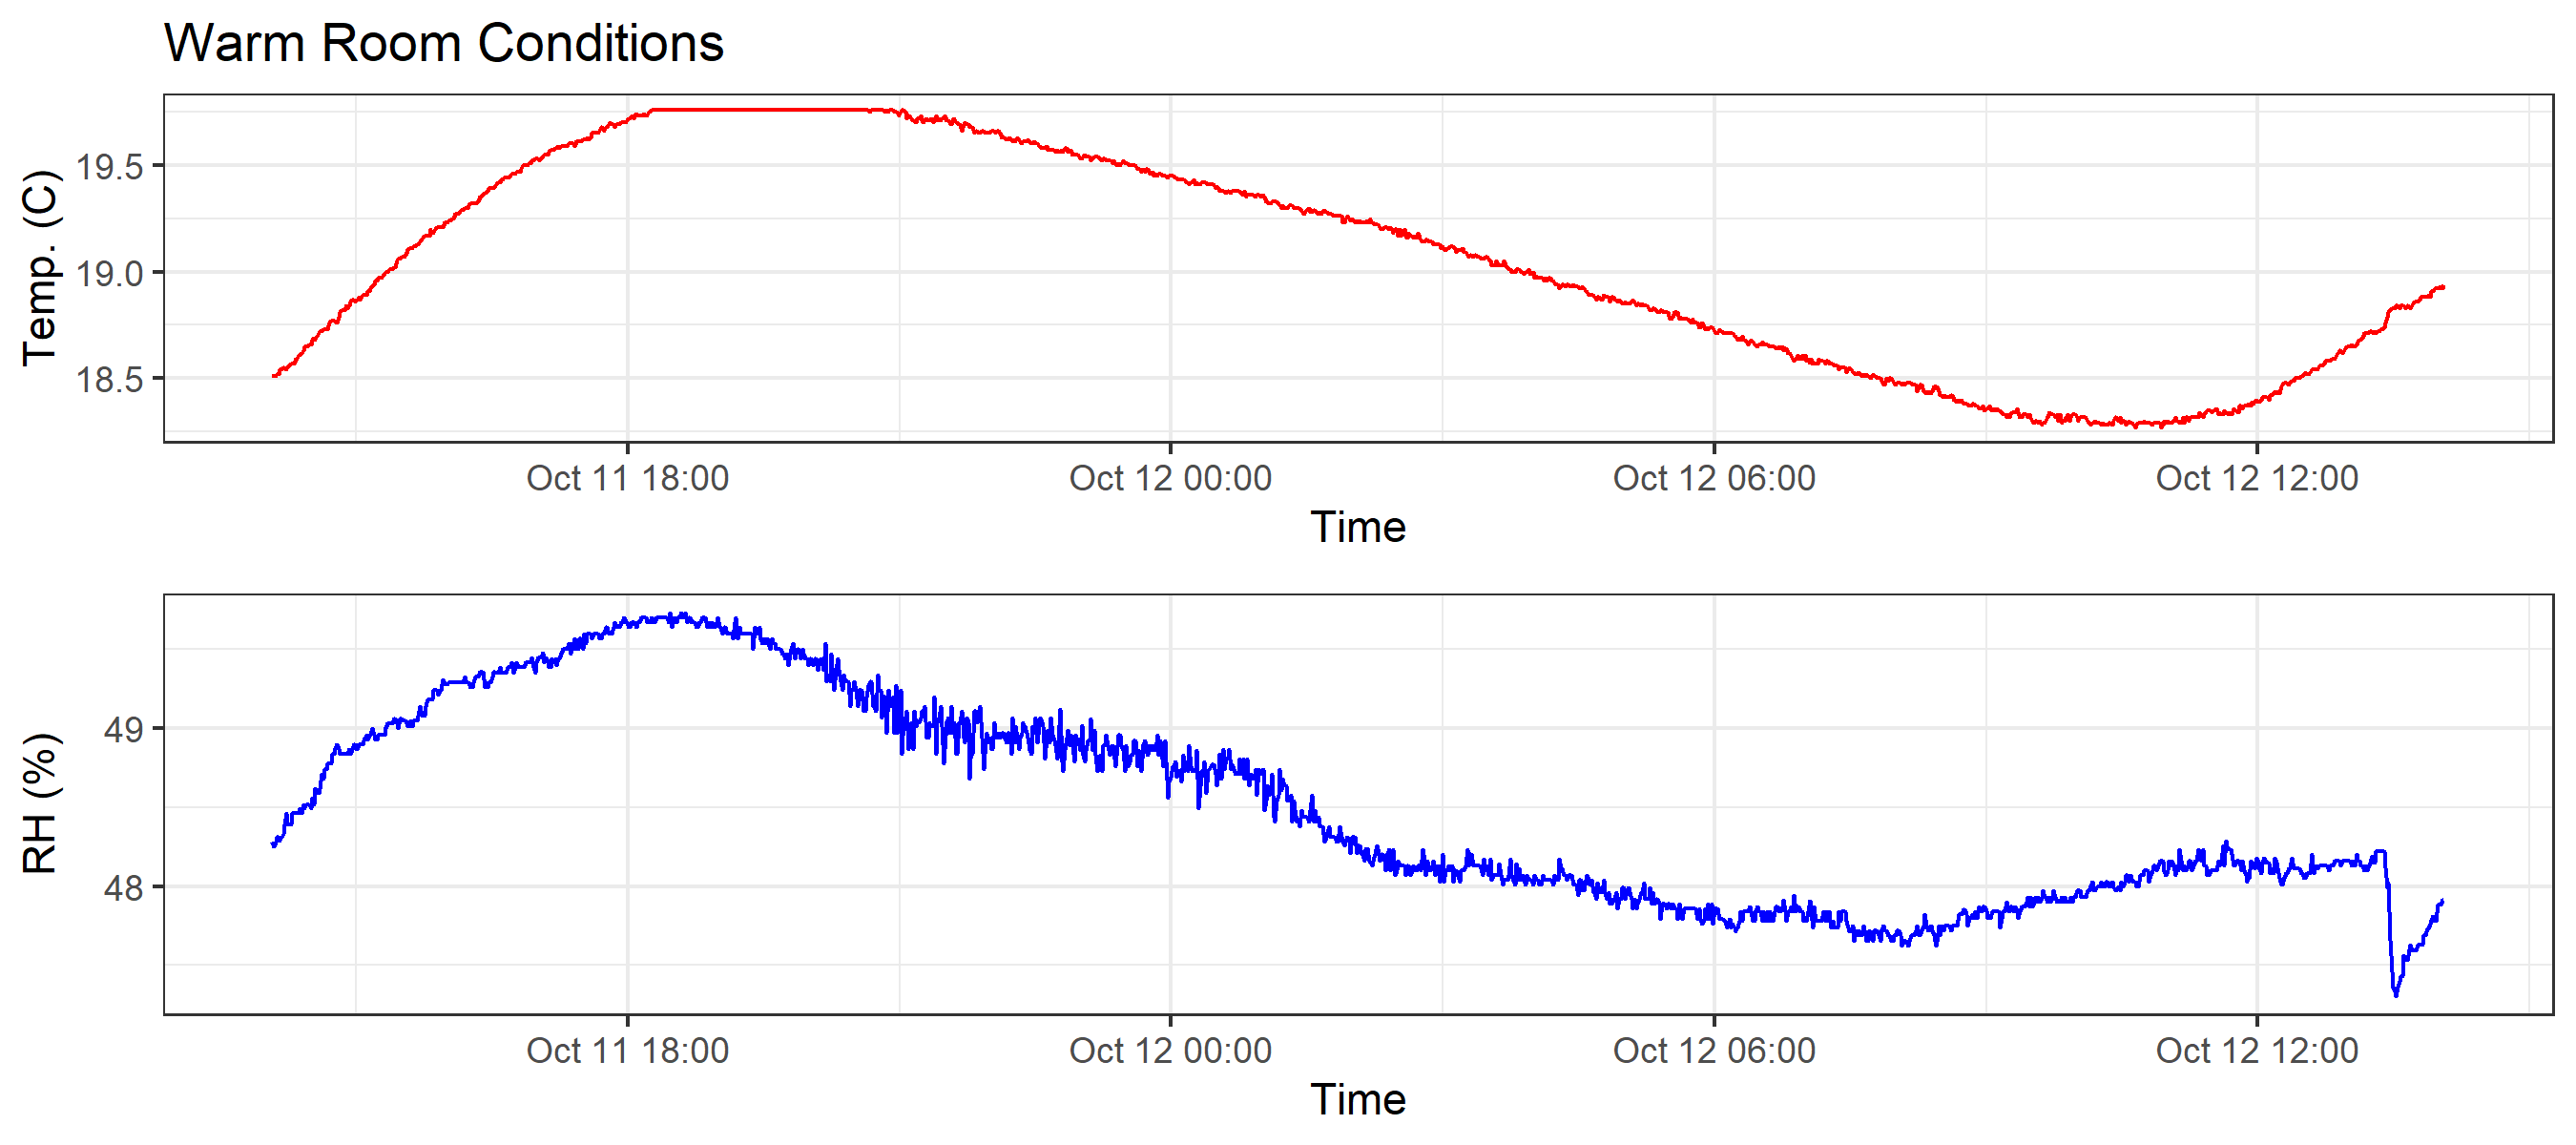 Warm Room Conditions
Temp. (C)
19.5
19.0
18.5
Oct 11 18:00 Oct 12 00:00 Oct 12 06:00 Oct 12 12:00
Time
RH (%)
49
48
Oct 11 18:00 Oct 12 00:00 Oct 12 06:00 Oct 12 12:00
Time